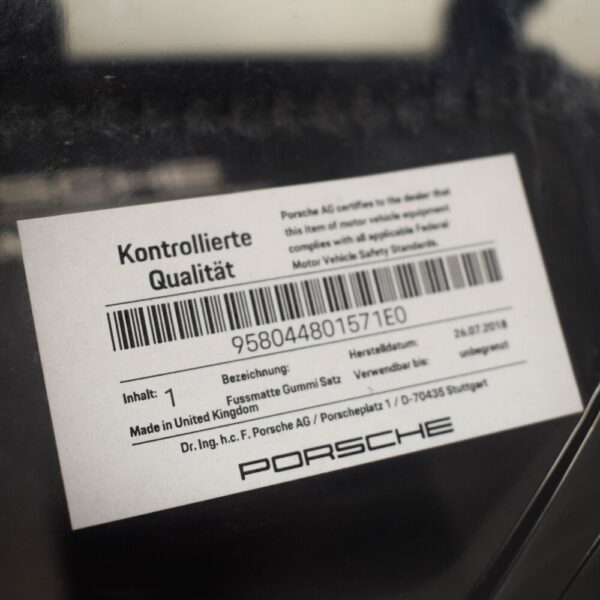 Kontrollierte
Qualität
Porsche AG certifies to the dealer that
this item of motor vehicle equipment
complies with all applicable Federal
Motor Vehicle Safety Standards.
958044801571E0
Inhalt: 1
Bezeichnung:
Fussmatte Gummi Satz
Herstelldatum: 26.07.2018
Verwendbar bis: unbegrenzt
Made in United Kingdom
Dr. Ing. h.c. F. Porsche AG / Porscheplatz 1 / D-70435 Stuttgart
PORSCHE